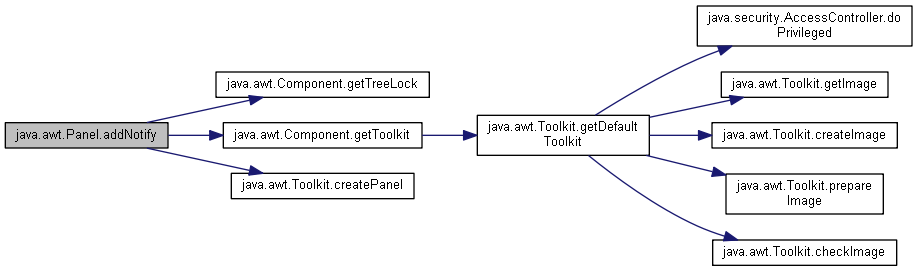 java.awt.Panel.addNotify
java.awt.Component.getTreeLock
java.awt.Component.getToolkit
java.awt.Toolkit.createPanel
java.awt.Toolkit.getDefault
Toolkit
java.security.AccessController.do
Privileged
java.awt.Toolkit.getImage
java.awt.Toolkit.createImage
java.awt.Toolkit.prepare
Image
java.awt.Toolkit.checkImage